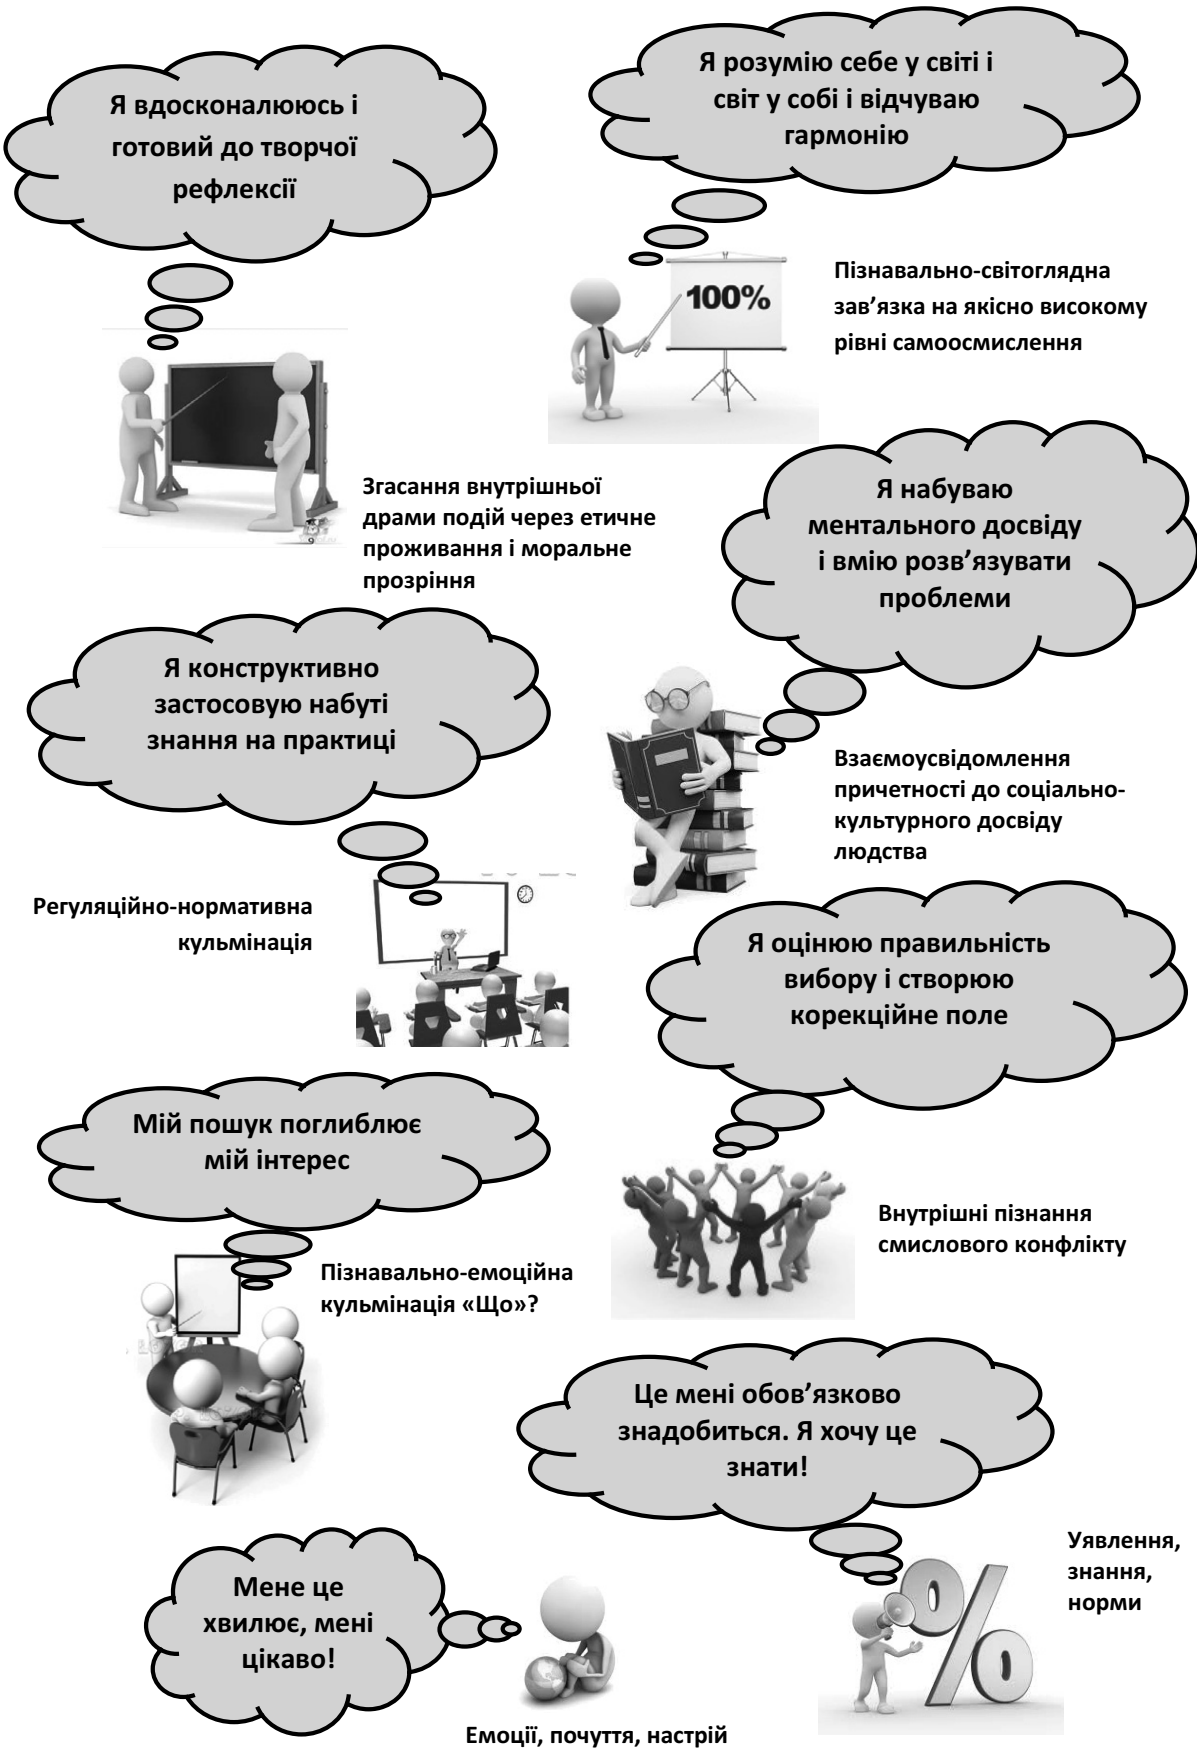 Я вдосконалююсь і
готовий до творчої
рефлексії
Я розумію себе у світі і
світ у собі і відчуваю
гармонію
100%
Пізнавально-світоглядна
зав’язка на якісно високому
рівні самоосмислення
Згасання внутрішньої
драми подій через етичне
проживання і моральне
прозріння
Я набуваю
ментального досвіду
і вмію розв’язувати
проблеми
Я конструктивно
застосовую набуті
знання на практиці
Взаємоусвідомлення
причетності до соціально-
культурного досвіду
людства
Регуляційно-нормативна
кульмінація
Я оцінюю правильність
вибору і створюю
корекційне поле
Мій пошук поглиблює
мій інтерес
Внутрішні пізнання
смислового конфлікту
Пізнавально-емоційна
кульмінація «Що»?
Це мені обов’язково
знадобиться. Я хочу це
знати!
Уявлення,
знання,
норми
%
Мене це
хвилює, мені
цікаво!
Емоції, почуття, настрій